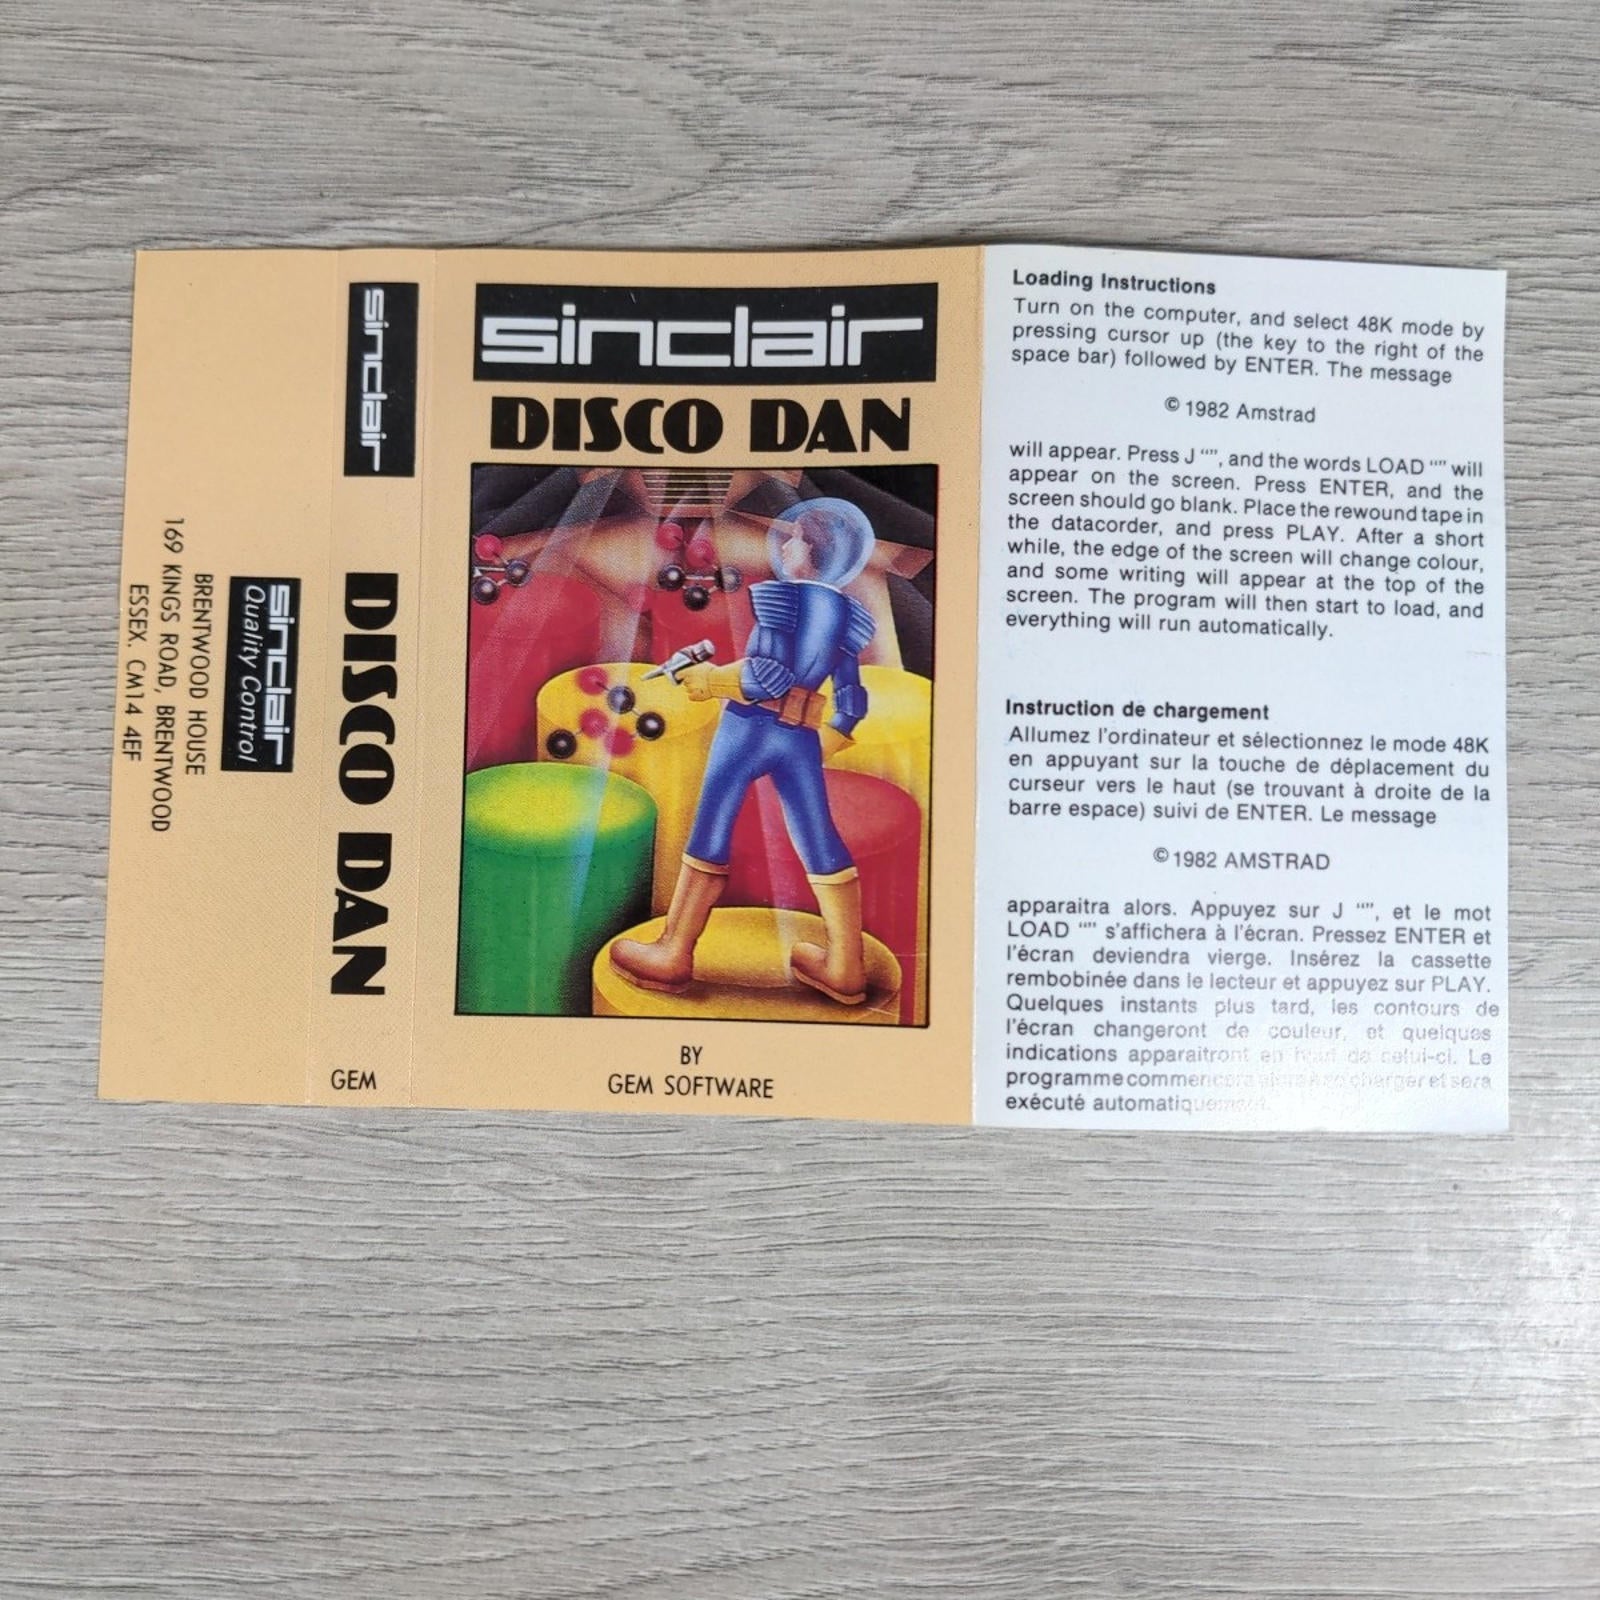 169 KINGS ROAD, BRENTWOOD
ESSEX. CM14 4EF
BRENTWOOD HOUSE
sinclair
Quality Control
sinclair
DISCO DAN
GEM
sinclair
DISCO DAN
BY
GEM SOFTWARE
Loading Instructions
Turn on the computer, and select 48K mode by
pressing cursor up (the key to the right of the
space bar) followed by ENTER. The message
© 1982 Amstrad
will appear. Press J “”, and the words LOAD “” will
appear on the screen. Press ENTER, and the
screen should go blank. Place the rewound tape in
the datacorder, and press PLAY. After a short
while, the edge of the screen will change colour,
and some writing will appear at the top of the
screen. The program will then start to load, and
everything will run automatically.
Instruction de chargement
Allumez l'ordinateur et sélectionnez le mode 48K
en appuyant sur la touche de déplacement du
curseur vers le haut (se trouvant à droite de la
barre espace) suivi de ENTER. Le message
© 1982 AMSTRAD
apparaitra alors. Appuyez sur J “”, et le mot
LOAD “” s'affichera à l'écran. Pressez ENTER et
l'écran deviendra vierge. Insérez la cassette
rembobinée dans le lecteur et appuyez sur PLAY.
Quelques instants plus tard, les contours de
l'écran changeront de couleur, et quelques
indications apparaitront en haut de celui-ci. Le
programme commencera alors à se charger et sera
exécuté automatiquement.